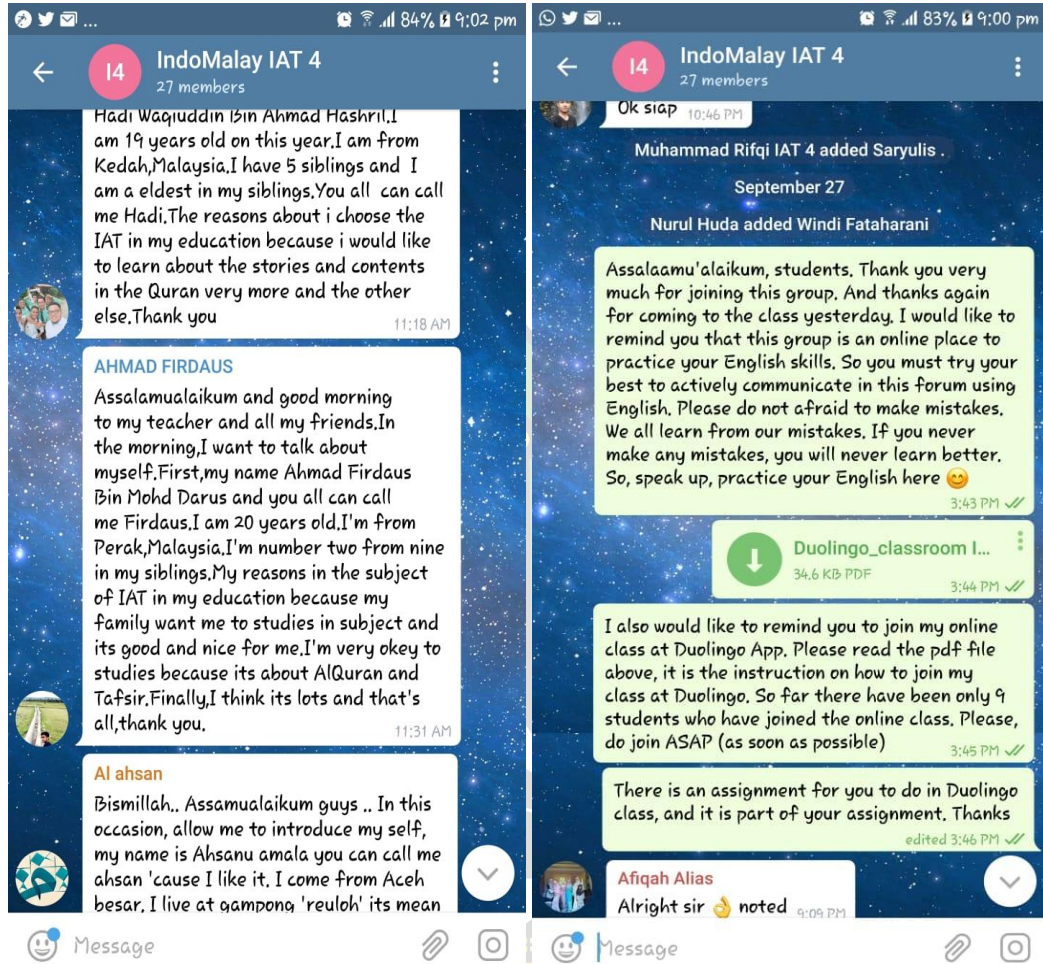 ... 84% 9:02 pm
I4 IndoMalay IAT 4
27 members
Hadi Waqiuddin Bin Ahmad Hashril.I
am 19 years old on this year.I am from
Kedah,Malaysia.I have 5 siblings and I
am a eldest in my siblings.You all can call
me Hadi.The reasons about i choose the
IAT in my education because i would like
to learn about the stories and contents
in the Quran very more and the other
else.Thank you
11:18 AM
AHMAD FIRDAUS
Assalamualaikum and good morning
to my teacher and all my friends.In
the morning,I want to talk about
myself.First,my name Ahmad Firdaus
Bin Mohd Darus and you all can call
me Firdaus.I am 20 years old.I'm from
Perak,Malaysia.I'm number two from nine
in my siblings.My reasons in the subject
of IAT in my education because my
family want me to studies in subject and
its good and nice for me.I'm very okey to
studies because its about AlQuran and
Tafsir.Finally,I think its lots and that's
all,thank you.
11:31 AM
Al ahsan
Bismillah.. Assamualaikum guys .. In this
occasion, allow me to introduce my self,
my name is Ahsanu amala you can call me
ahsan 'cause I like it. I come from Aceh
besar. I live at gampong 'reuloh' its mean
Message
... 83% 9:00 pm
I4 IndoMalay IAT 4
27 members
Ok siap 10:46 PM
Muhammad Rifqi IAT 4 added Saryulis .
September 27
Nurul Huda added Windi Fataharani
Assalaamu'alaikum, students. Thank you very
much for joining this group. And thanks again
for coming to the class yesterday. I would like to
remind you that this group is an online place to
practice your English skills. So you must try your
best to actively communicate in this forum using
English. Please do not afraid to make mistakes.
We all learn from our mistakes. If you never
make any mistakes, you will never learn better.
So, speak up, practice your English here 😊
3:43 PM
Duolingo_classroom I...
34.6 KB PDF
3:44 PM
I also would like to remind you to join my online
class at Duolingo App. Please read the pdf file
above, it is the instruction on how to join my
class at Duolingo. So far there have been only 9
students who have joined the online class. Please,
do join ASAP (as soon as possible)
3:45 PM
There is an assignment for you to do in Duolingo
class, and it is part of your assignment. Thanks
edited 3:46 PM
Afiqah Alias
Alright sir 👌 noted 9:09 PM
Message